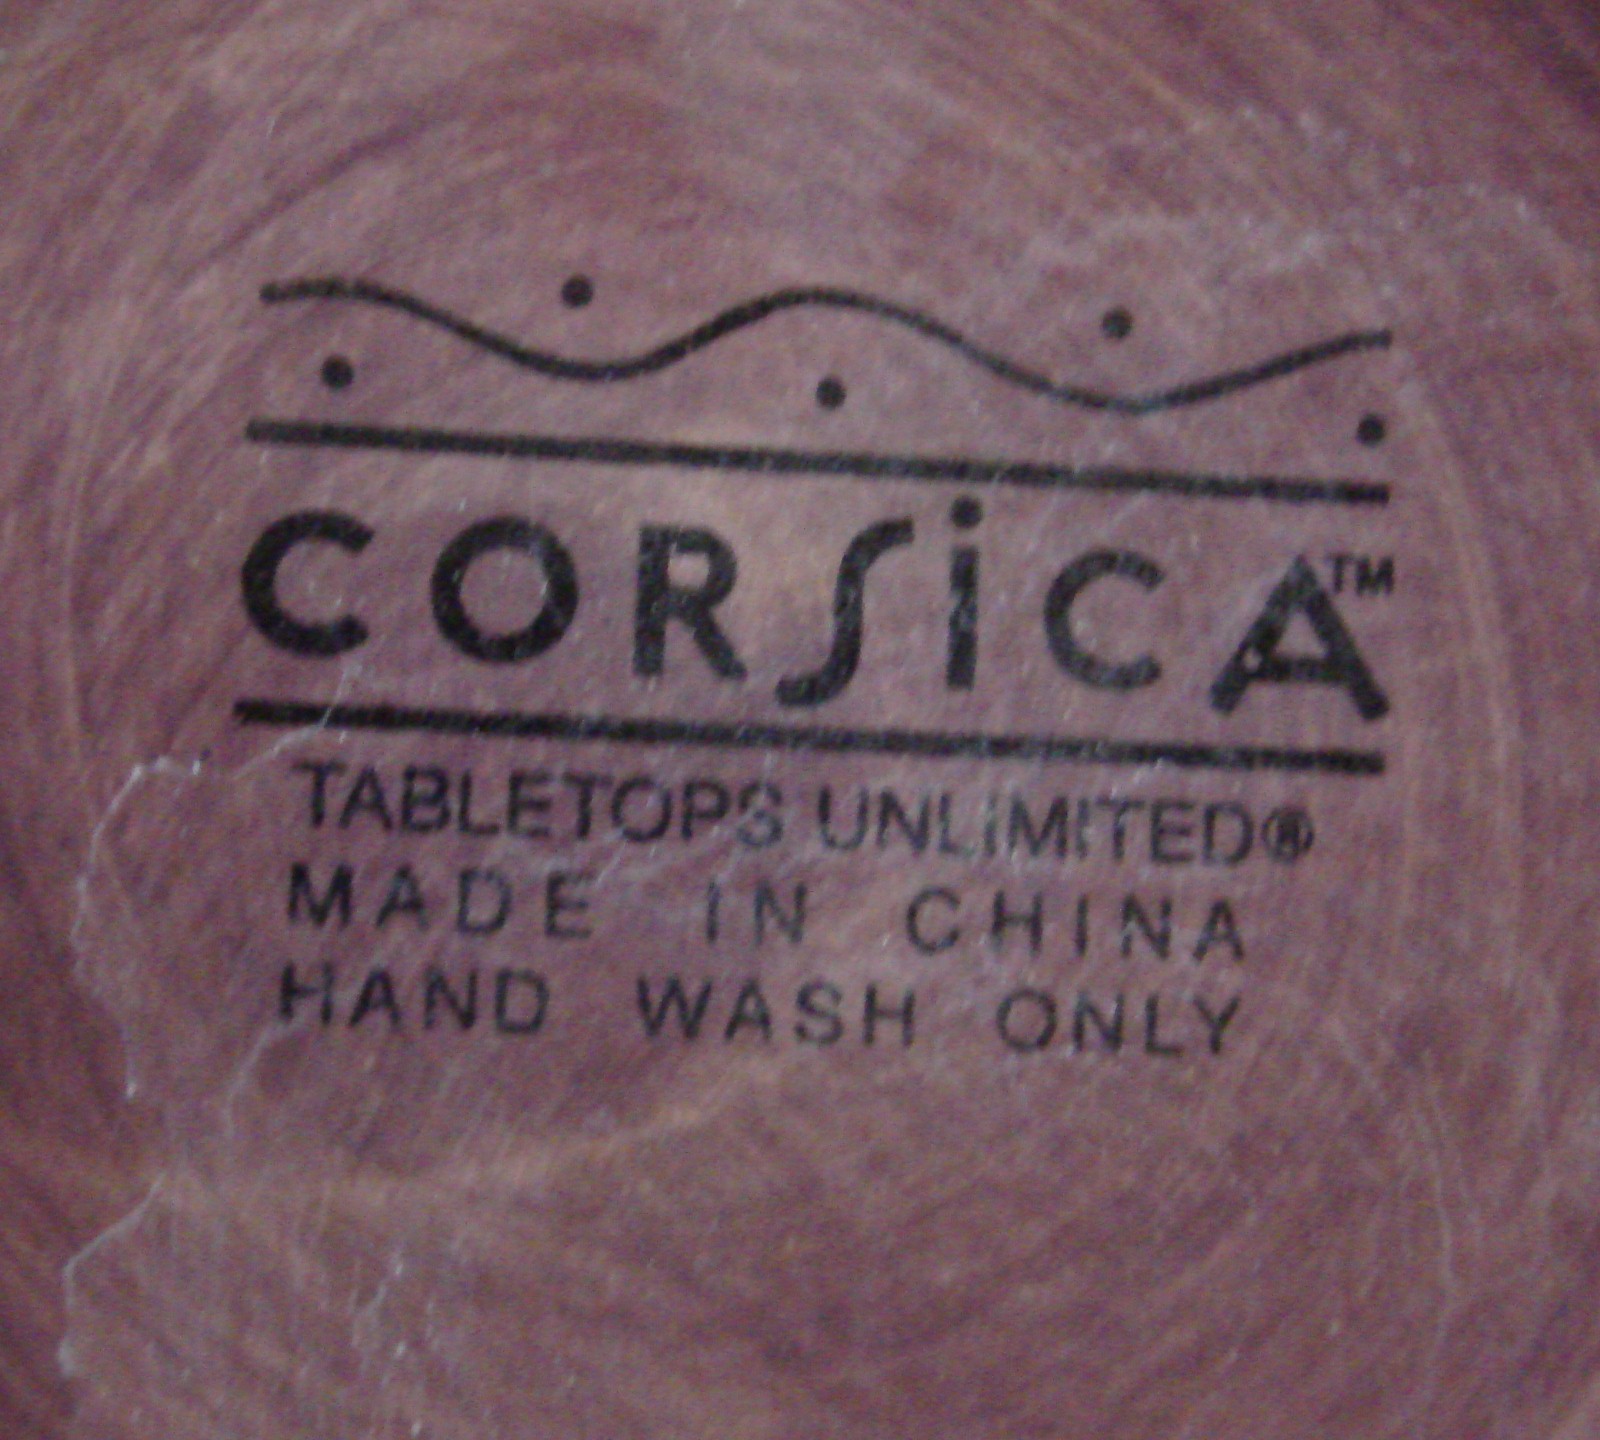 CORSiCA™
TABLETOPS UNLIMITED®
MADE IN CHINA
HAND WASH ONLY